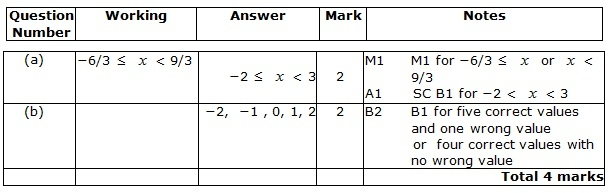 Question Number Working Answer Mark Notes
(a) −6/3 ≤ x < 9/3 −2 ≤ x < 3 2 M1 M1 for −6/3 ≤ x or x < 9/3
A1 SC B1 for −2 < x < 3
(b) −2, −1 , 0, 1, 2 2 B2 B1 for five correct values
and one wrong value
or four correct values with
no wrong value
Total 4 marks